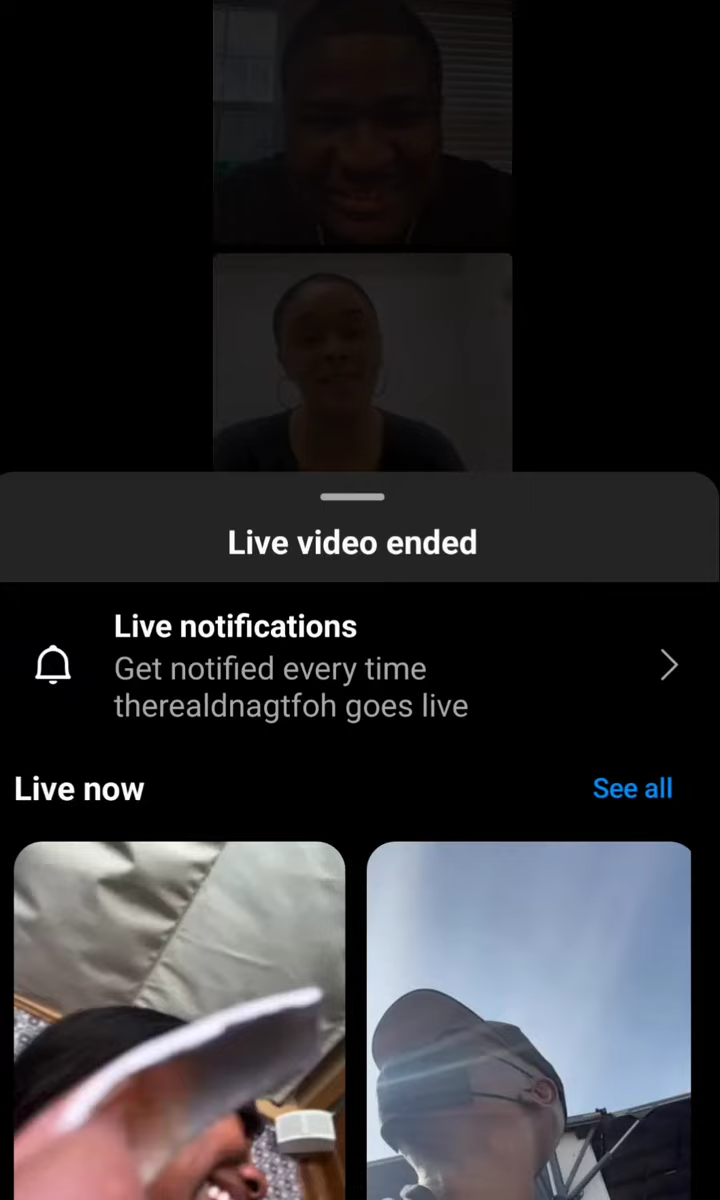 Live video ended
Live notifications
Get notified every time
therealdnagtfoh goes live
Live now
See all